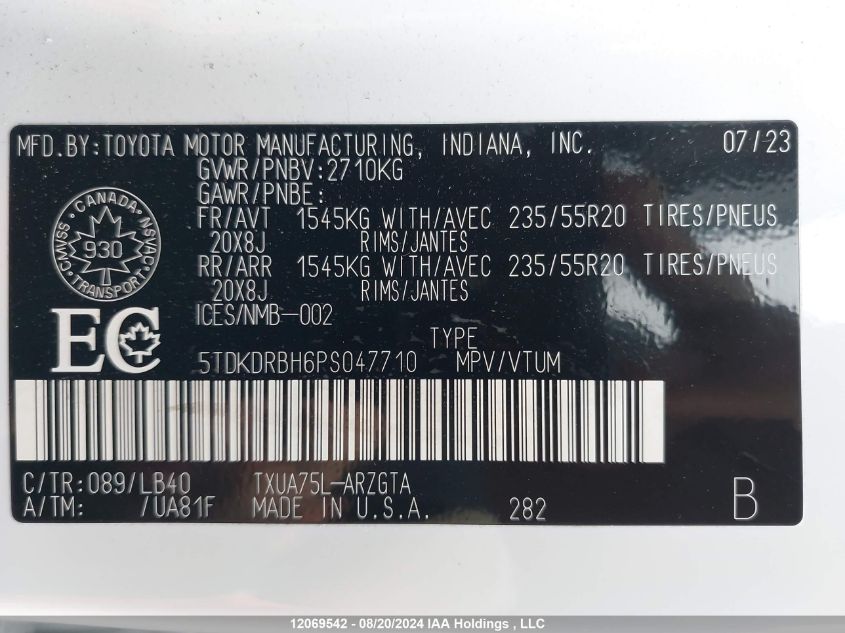 MFD.BY:TOYOTA MOTOR MANUFACTURING, INDIANA, INC. 07/23
GVWR/PNBV:2710KG
GAWR/PNBE:
FR/AVT 1545KG WITH/AVEC 235/55R20 TIRES/PNEUS
20X8J RIMS/JANTES
RR/ARR 1545KG WITH/AVEC 235/55R20 TIRES/PNEUS
20X8J RIMS/JANTES
ICES/NMB-002
CANADA
CMVSS 930 NSVAC
TRANSPORT
EC
TYPE
5TDKDRBH6PS047710 MPV/VTUM
C/TR:089/LB40 TXUA75L-ARZGTA
A/TM: /UA81F MADE IN U.S.A. 282 B
12069542 - 08/20/2024 IAA Holdings , LLC